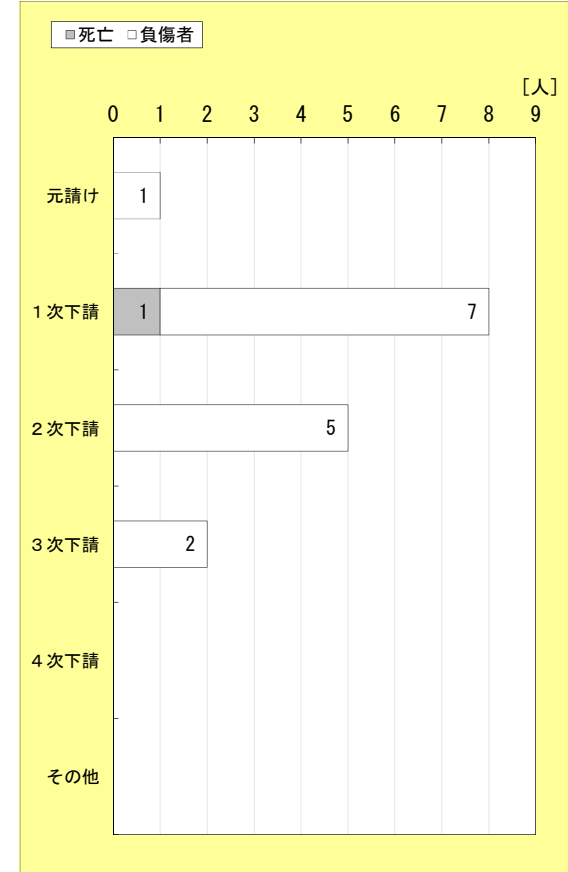 ■死亡 □負傷者
[人]
0 1 2 3 4 5 6 7 8 9
元請け 1
1次下請 1 7
2次下請 5
3次下請 2
4次下請
その他